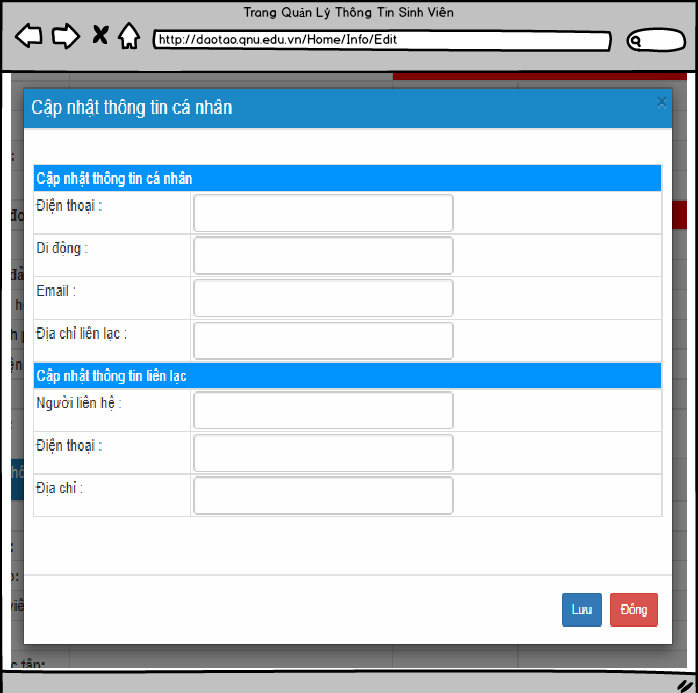 Trang Quản Lý Thông Tin Sinh Viên
http://daotao.qnu.edu.vn/Home/Info/Edit
Cập nhật thông tin cá nhân
×
Cập nhật thông tin cá nhân
Điện thoại :
Di động :
Email :
Địa chỉ liên lạc :
Cập nhật thông tin liên lạc
Người liên hệ :
Điện thoại :
Địa chỉ :
Lưu
Đóng